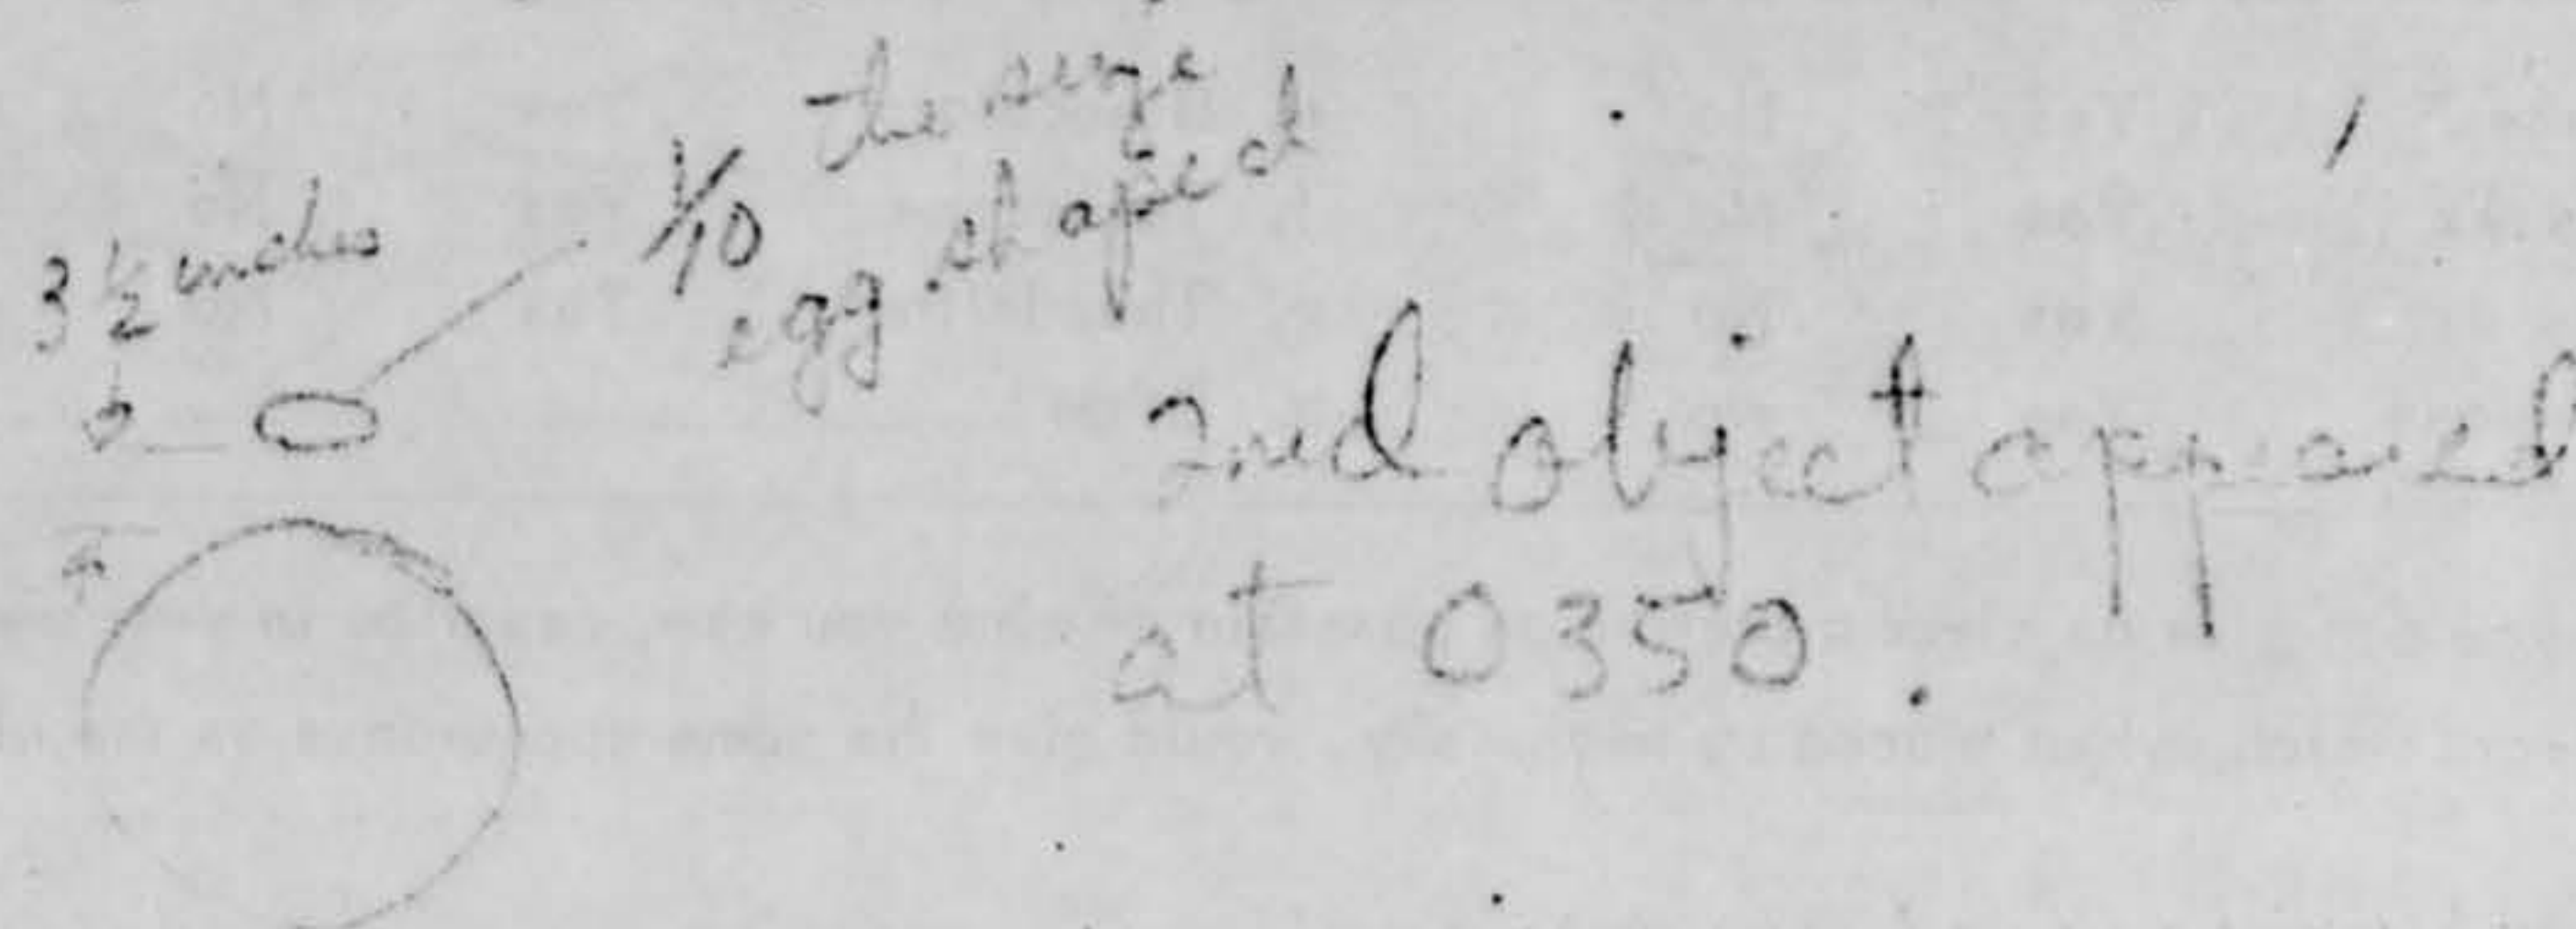 the size
1/10
egg shaped
3 1/2 inches
2nd object appeared
at 0350.